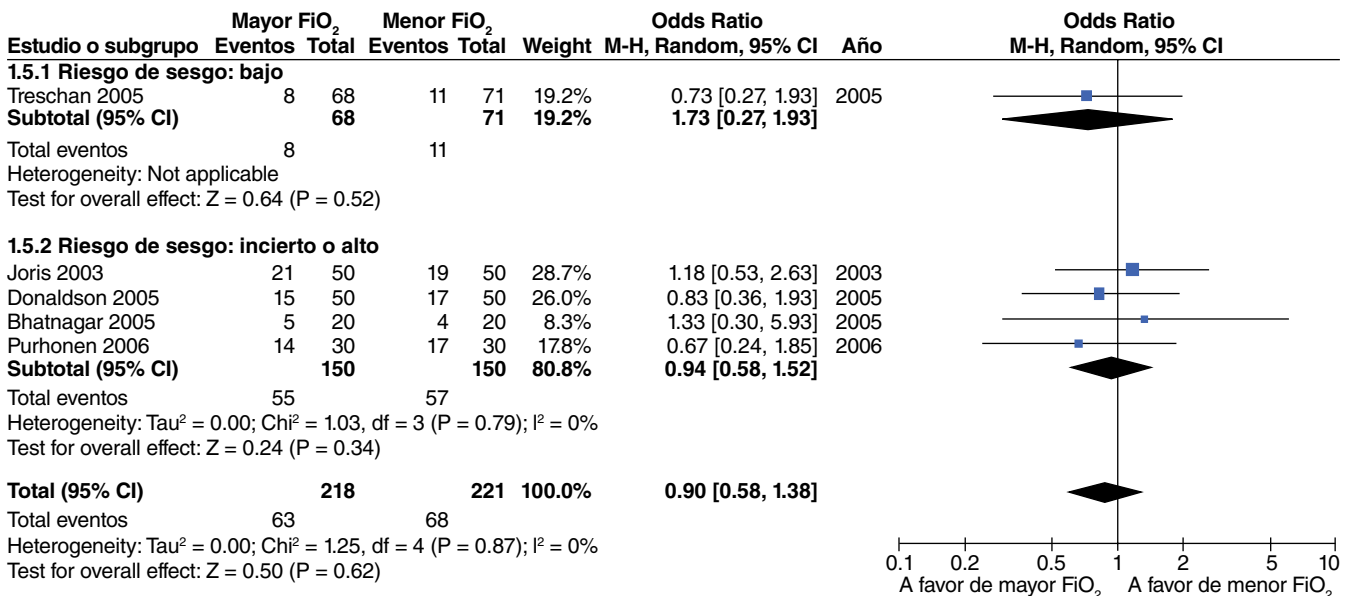 Mayor FiO2 Menor FiO2 Odds Ratio Odds Ratio
Estudio o subgrupo Eventos Total Eventos Total Weight M-H, Random, 95% CI Año M-H, Random, 95% CI
1.5.1 Riesgo de sesgo: bajo
Treschan 2005 8 68 11 71 19.2% 0.73 [0.27, 1.93] 2005
Subtotal (95% CI) 68 71 19.2% 1.73 [0.27, 1.93]
Total eventos 8 11
Heterogeneity: Not applicable
Test for overall effect: Z = 0.64 (P = 0.52)
1.5.2 Riesgo de sesgo: incierto o alto
Joris 2003 21 50 19 50 28.7% 1.18 [0.53, 2.63] 2003
Donaldson 2005 15 50 17 50 26.0% 0.83 [0.36, 1.93] 2005
Bhatnagar 2005 5 20 4 20 8.3% 1.33 [0.30, 5.93] 2005
Purhonen 2006 14 30 17 30 17.8% 0.67 [0.24, 1.85] 2006
Subtotal (95% CI) 150 150 80.8% 0.94 [0.58, 1.52]
Total eventos 55 57
Heterogeneity: Tau² = 0.00; Chi² = 1.03, df = 3 (P = 0.79); I² = 0%
Test for overall effect: Z = 0.24 (P = 0.34)
Total (95% CI) 218 221 100.0% 0.90 [0.58, 1.38]
Total eventos 63 68
Heterogeneity: Tau² = 0.00; Chi² = 1.25, df = 4 (P = 0.87); I² = 0%
Test for overall effect: Z = 0.50 (P = 0.62)
0.1 0.2 0.5 1 2 5 10
A favor de mayor FiO2 A favor de menor FiO2